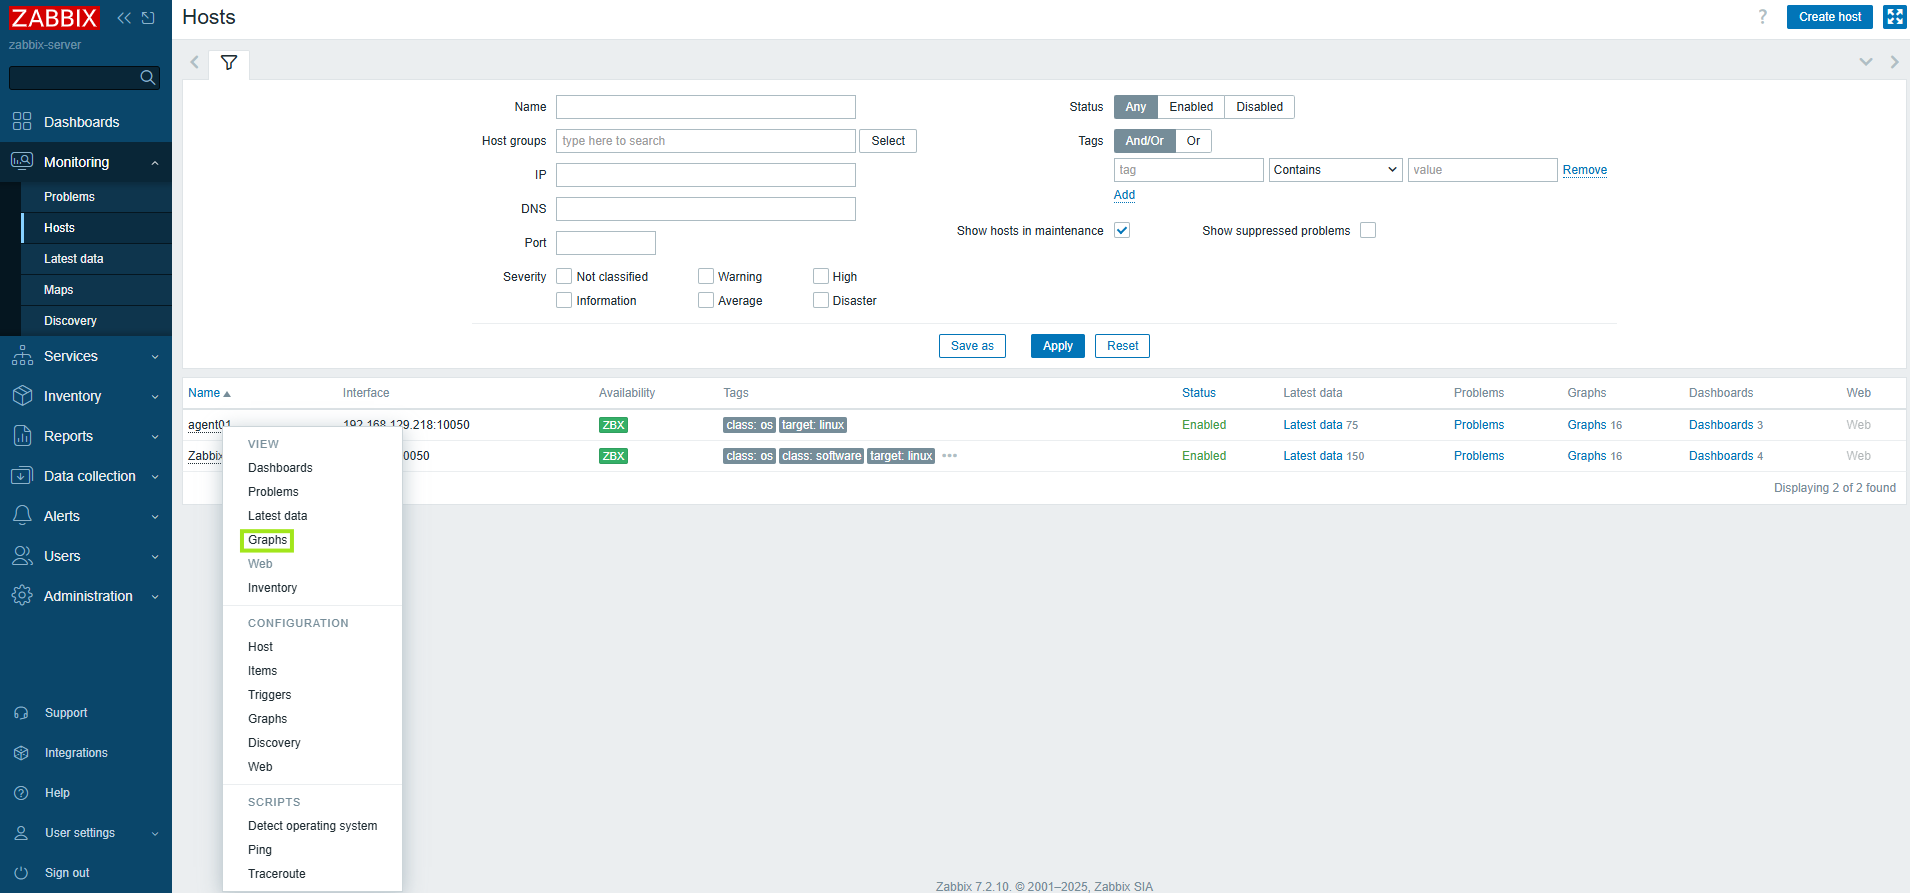 ZABBIX
zabbix-server
Dashboards
Monitoring
Problems
Hosts
Latest data
Maps
Discovery
Services
Inventory
Reports
Data collection
Alerts
Users
Administration
Support
Integrations
Help
User settings
Sign out
Hosts
? Create host
Name
Host groups type here to search Select
IP
DNS
Port
Severity Not classified Warning High
Information Average Disaster
Status Any Enabled Disabled
Tags And/Or Or
tag Contains value Remove
Add
Show hosts in maintenance Show suppressed problems
Save as Apply Reset
Name Interface Availability Tags Status Latest data Problems Graphs Dashboards Web
agent01 192.168.129.218:10050 ZBX class: os target: linux Enabled Latest data 75 Problems Graphs 16 Dashboards 3 Web
Zabbix 0050 ZBX class: os class: software target: linux ••• Enabled Latest data 150 Problems Graphs 16 Dashboards 4 Web
Displaying 2 of 2 found
VIEW
Dashboards
Problems
Latest data
Graphs
Web
Inventory
CONFIGURATION
Host
Items
Triggers
Graphs
Discovery
Web
SCRIPTS
Detect operating system
Ping
Traceroute
Zabbix 7.2.10. © 2001–2025, Zabbix SIA